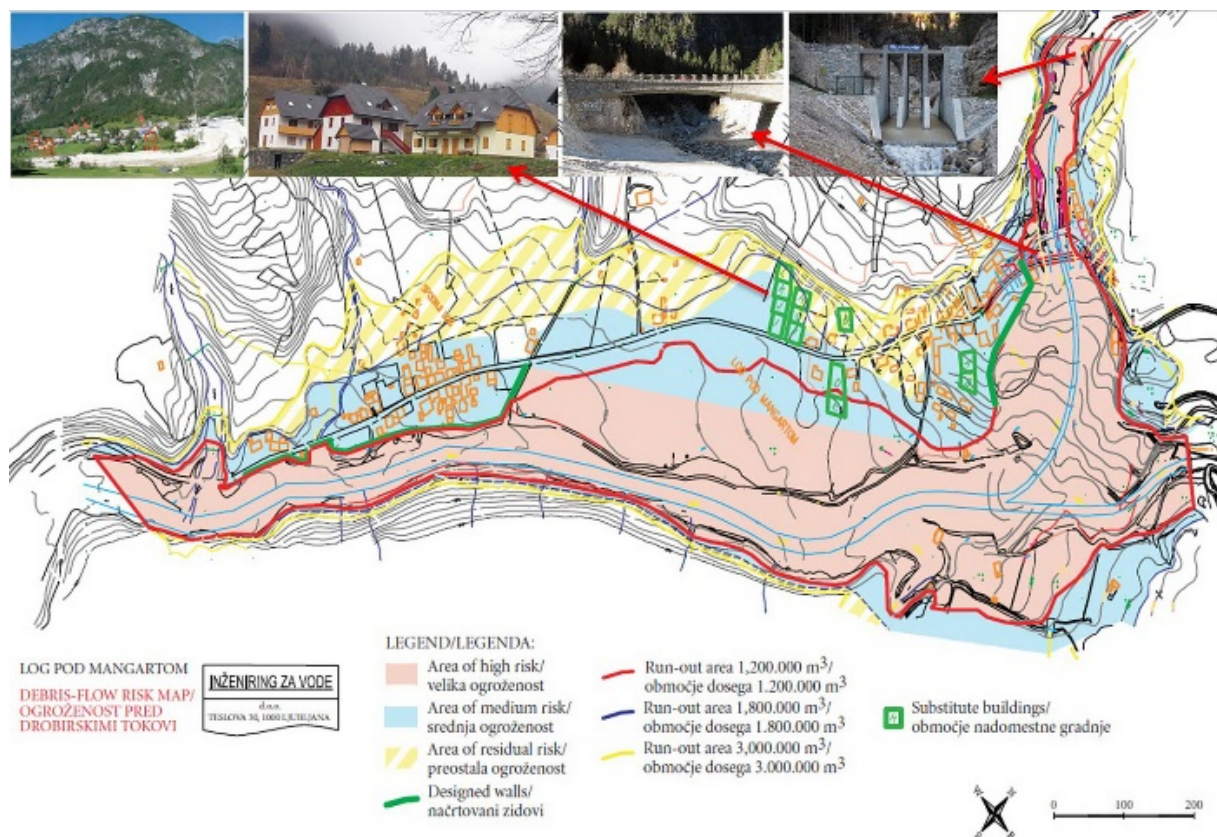 LOG POD MANGARTOM
LOG POD MANGARTOM
DEBRIS-FLOW RISK MAP/
OGROŽENOST PRED
DROBIRSKIMI TOKOVI
INŽENIRING ZA VODE
d.o.o.
TESLOVA 30, 1000 LJUBLJANA
LEGEND/LEGENDA:
Area of high risk/
velika ogroženost
Area of medium risk/
srednja ogroženost
Area of residual risk/
preostala ogroženost
Designed walls/
načrtovani zidovi
Run-out area 1,200.000 m³/
območje dosega 1.200.000 m³
Run-out area 1,800.000 m³/
območje dosega 1.800.000 m³
Run-out area 3,000.000 m³/
območje dosega 3.000.000 m³
Substitute buildings/
območje nadomestne gradnje
0 100 200